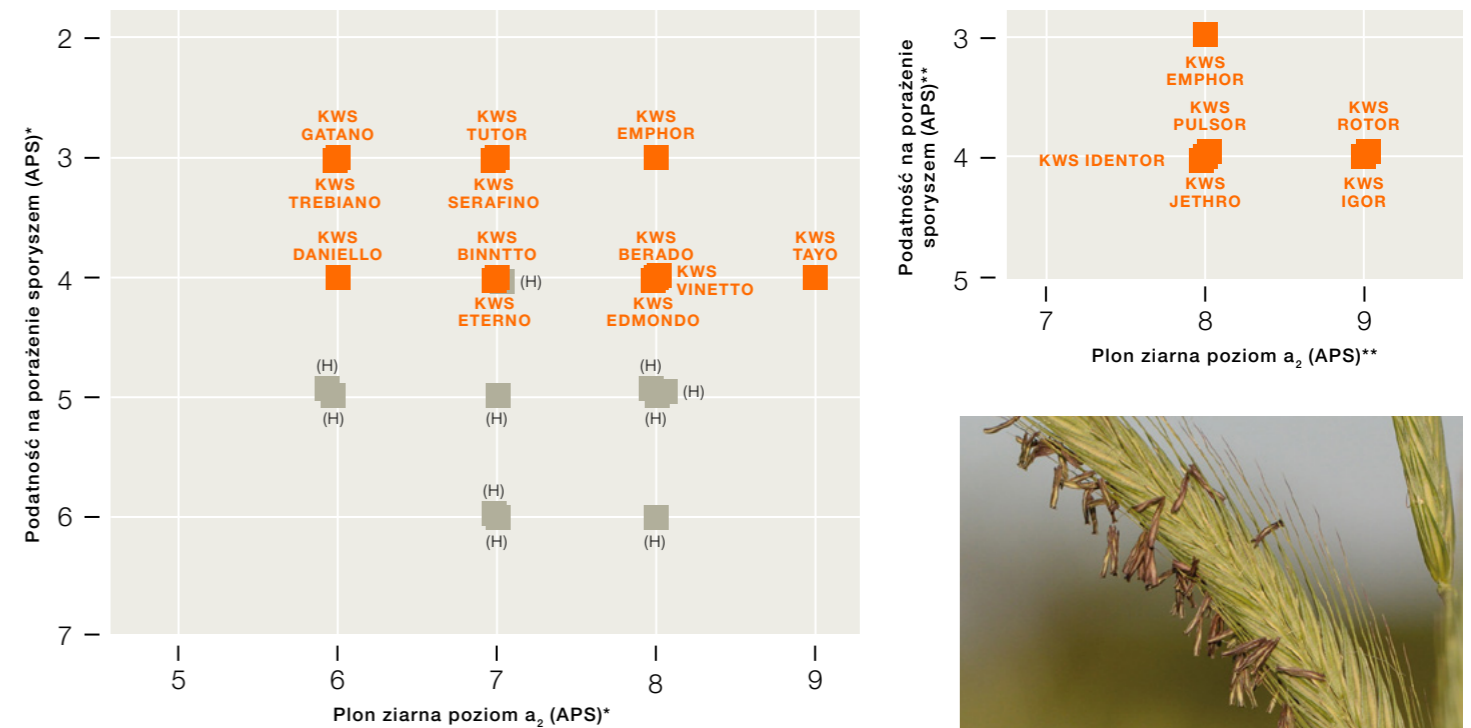 Podatność na porażenie sporyszem (APS)*
2
3
4
5
6
7
KWS
GATANO
KWS
TUTOR
KWS
EMPHOR
KWS
TREBIANO
KWS
SERAFINO
KWS
DANIELLO
KWS
BINNTTO
KWS
BERADO
KWS
TAYO
(H)
KWS
VINETTO
KWS
ETERNO
KWS
EDMONDO
(H)
(H)
(H)
(H)
(H)
(H)
(H)
(H)
(H)
5
6
7
8
9
Plon ziarna poziom a₂ (APS)*
Podatność na porażenie
sporyszem (APS)**
3
4
5
KWS
EMPHOR
KWS
PULSOR
KWS
ROTOR
KWS IDENTOR
KWS
JETHRO
KWS
IGOR
7
8
9
Plon ziarna poziom a₂ (APS)**